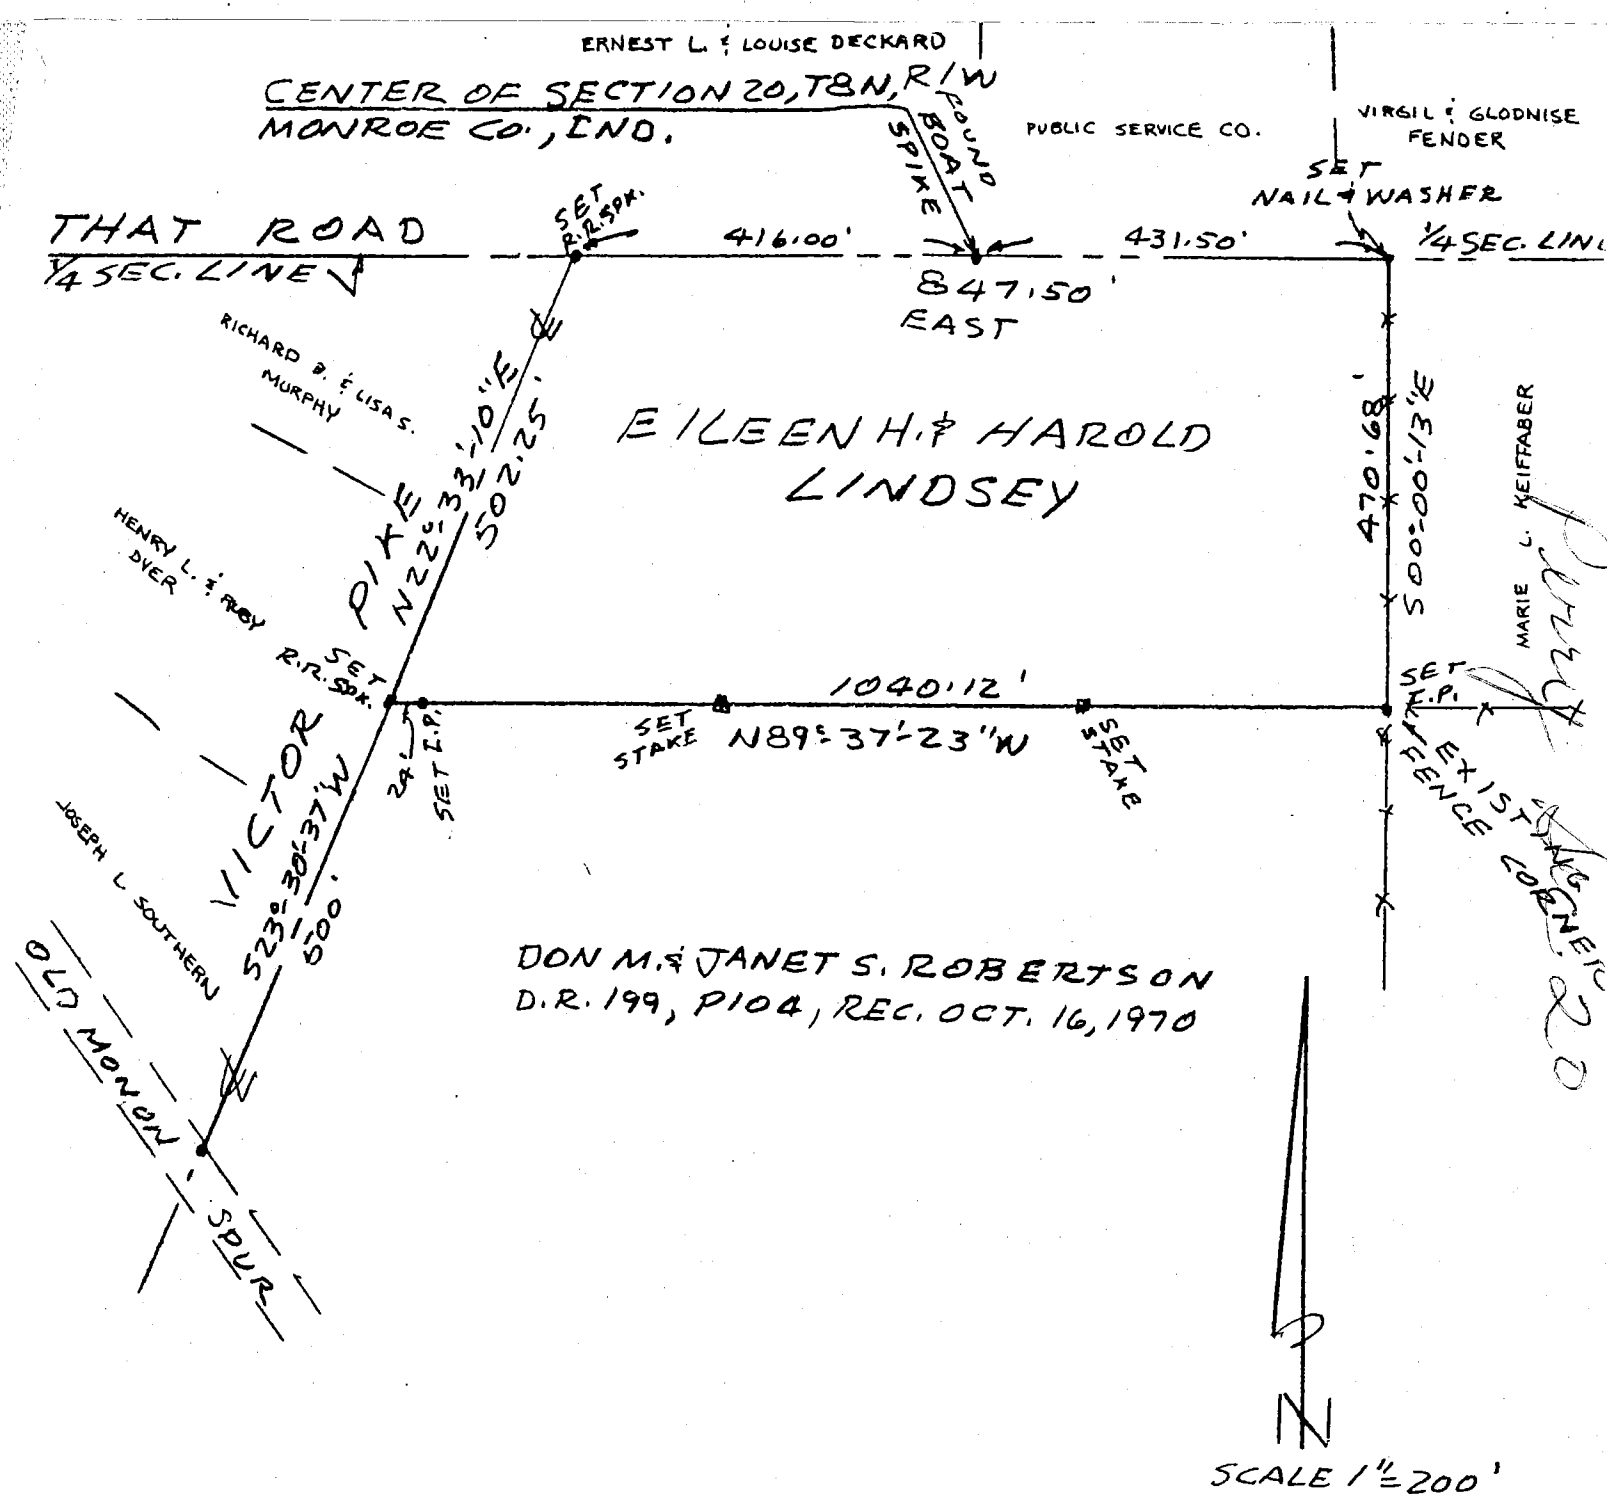 ERNEST L. & LOUISE DECKARD
CENTER OF SECTION 20, T8N, R1W
MONROE CO., IND.
FOUND
BOAT
SPIKE
PUBLIC SERVICE CO.
VIRGIL & GLODNISE
FENDER
SET
NAIL & WASHER
THAT ROAD
1/4 SEC. LINE
SET
R.R. SPK.
416.00'
431.50'
1/4 SEC. LINE
847.50'
EAST
RICHARD B. & LISA S.
MURPHY
N22°-33'-10"E
502.25'
EILEEN H. & HAROLD
LINDSEY
470.68'
S00°-00'-13"E
MARIE L. KEIFFABER
Perry
HENRY L. & RUBY
DYER
VICTOR PIKE
SET
R.R. SPK.
24'
SET I.P.
1040.12'
N89°-37'-23"W
SET
STAKE
SET
STAKE
SET
I.P.
EXISTING
FENCE CORNER
20
JOSEPH L SOUTHERN
S23°-30'-37"W
500'
OLD MONON SPUR
DON M. & JANET S. ROBERTSON
D.R. 199, P104, REC. OCT. 16, 1970
N
SCALE 1"=200'